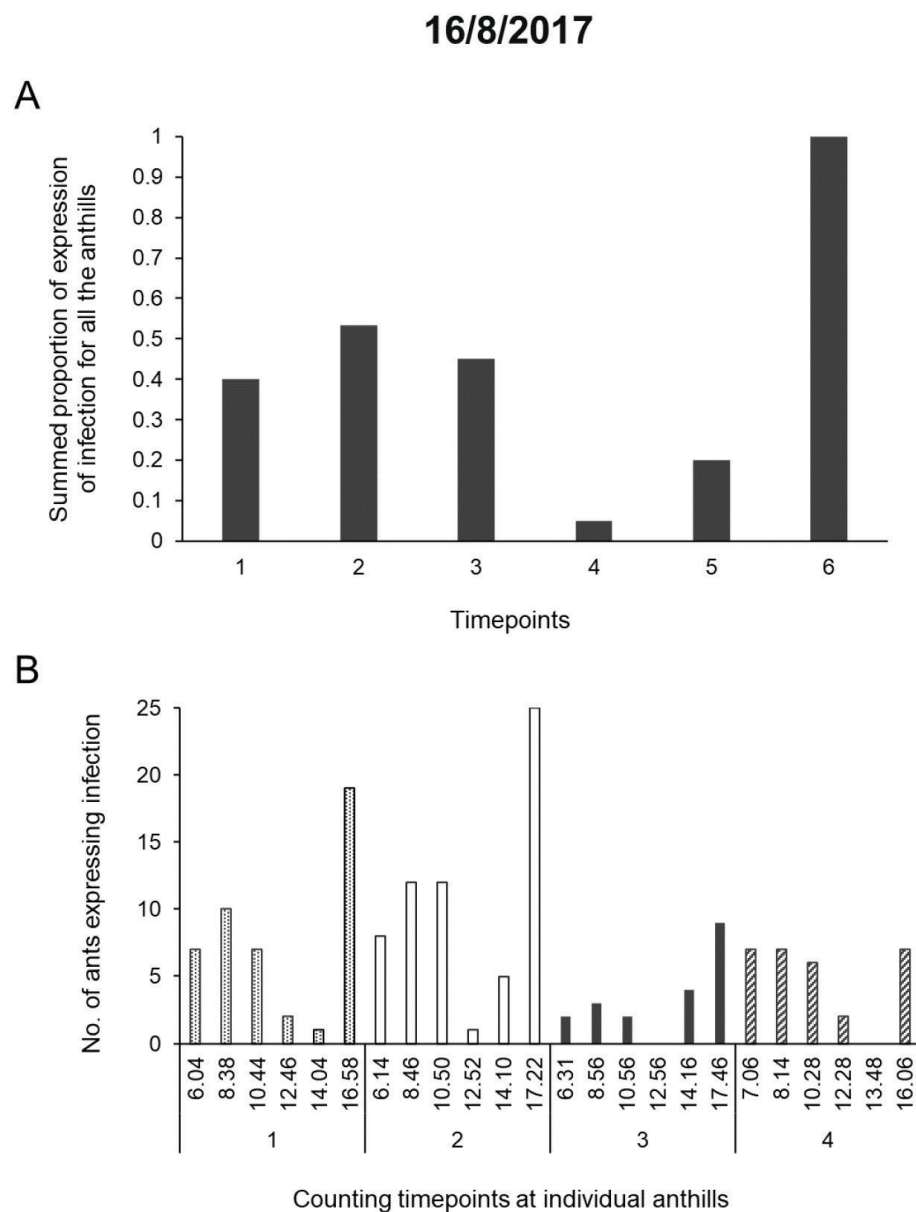 16/8/2017
A
Summed proportion of expression
of infection for all the anthills
1
0.9
0.8
0.7
0.6
0.5
0.4
0.3
0.2
0.1
0
1 2 3 4 5 6
Timepoints
B
No. of ants expressing infection
25
20
15
10
5
0
6.04 8.38 10.44 12.46 14.04 16.58 6.14 8.46 10.50 12.52 14.10 17.22 6.31 8.56 10.56 12.56 14.16 17.46 7.06 8.14 10.28 12.28 13.48 16.06
1 2 3 4
Counting timepoints at individual anthills